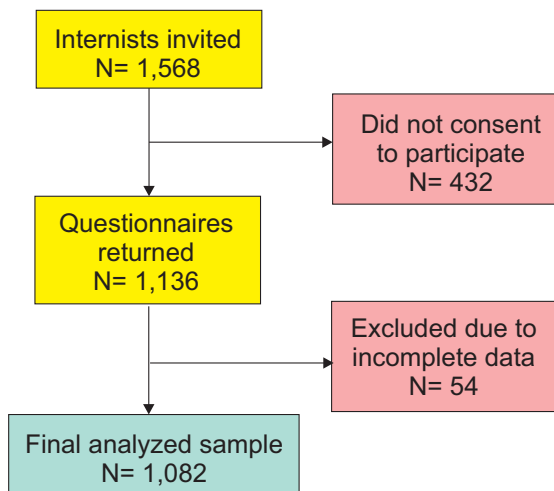 Internists invited
N= 1,568
Did not consent
to participate
N= 432
Questionnaires
returned
N= 1,136
Excluded due to
incomplete data
N= 54
Final analyzed sample
N= 1,082